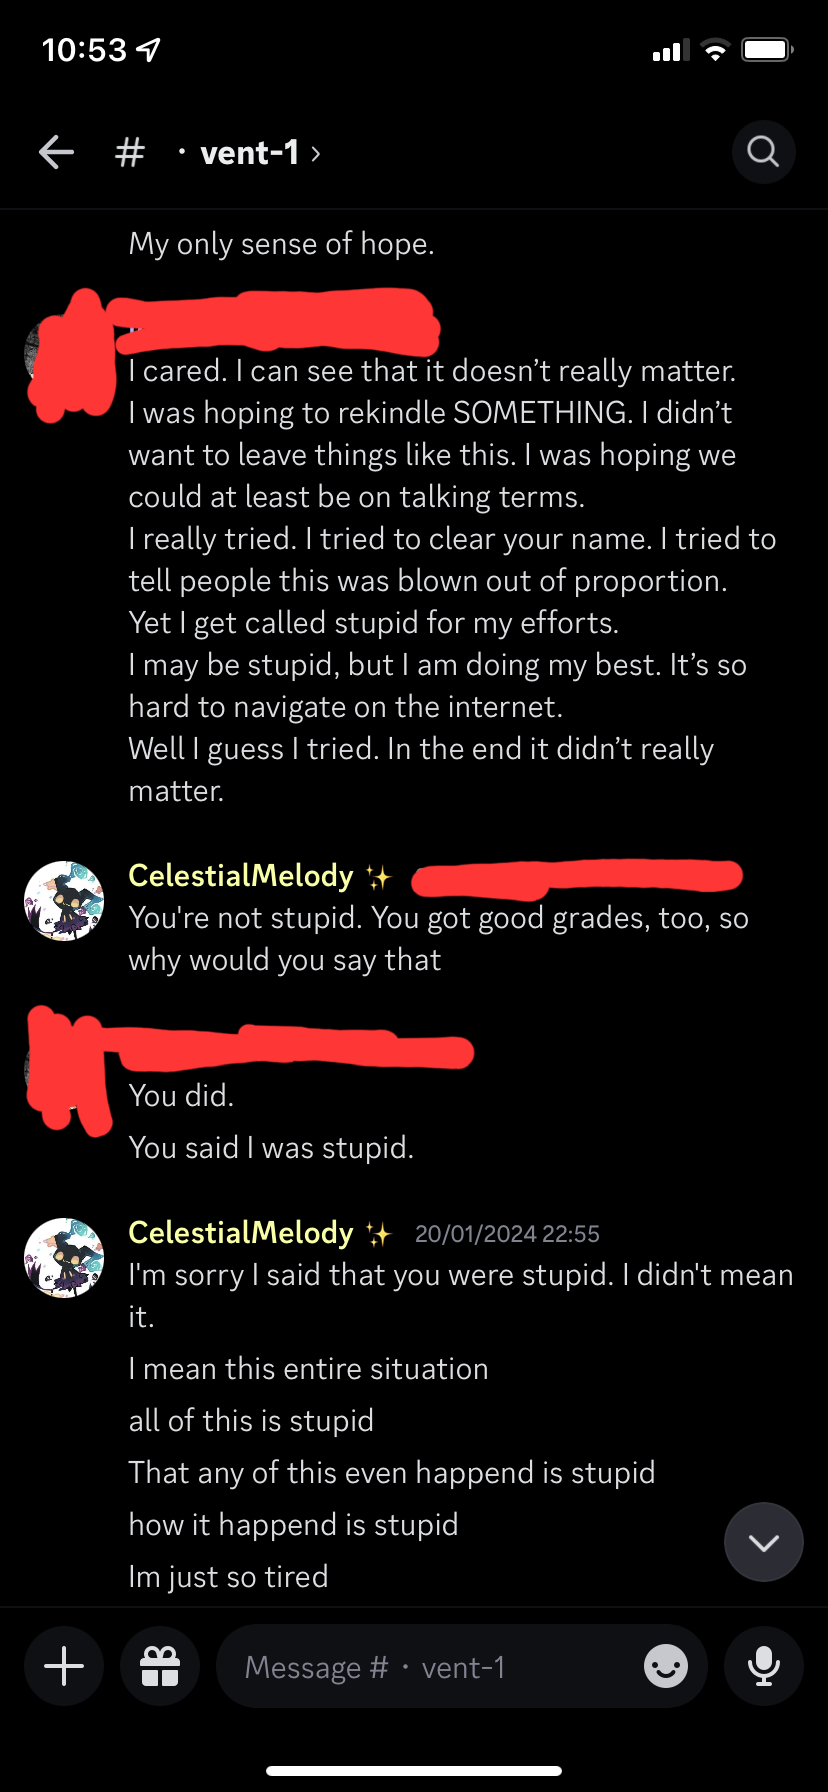 10:53
# · vent-1 ›
My only sense of hope.
I cared. I can see that it doesn’t really matter.
I was hoping to rekindle SOMETHING. I didn’t
want to leave things like this. I was hoping we
could at least be on talking terms.
I really tried. I tried to clear your name. I tried to
tell people this was blown out of proportion.
Yet I get called stupid for my efforts.
I may be stupid, but I am doing my best. It’s so
hard to navigate on the internet.
Well I guess I tried. In the end it didn’t really
matter.
CelestialMelody ✨
You're not stupid. You got good grades, too, so
why would you say that
You did.
You said I was stupid.
CelestialMelody ✨ 20/01/2024 22:55
I'm sorry I said that you were stupid. I didn't mean
it.
I mean this entire situation
all of this is stupid
That any of this even happend is stupid
how it happend is stupid
Im just so tired
Message # · vent-1